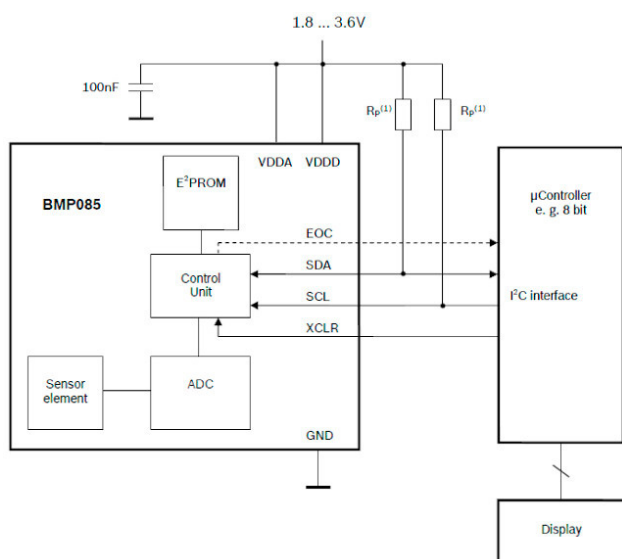 1.8 ... 3.6V
100nF
Rp⁽¹⁾
Rp⁽¹⁾
VDDA
VDDD
E²PROM
BMP085
µController
e. g. 8 bit
EOC
Control
Unit
SDA
SCL
I²C interface
XCLR
Sensor
element
ADC
GND
Display